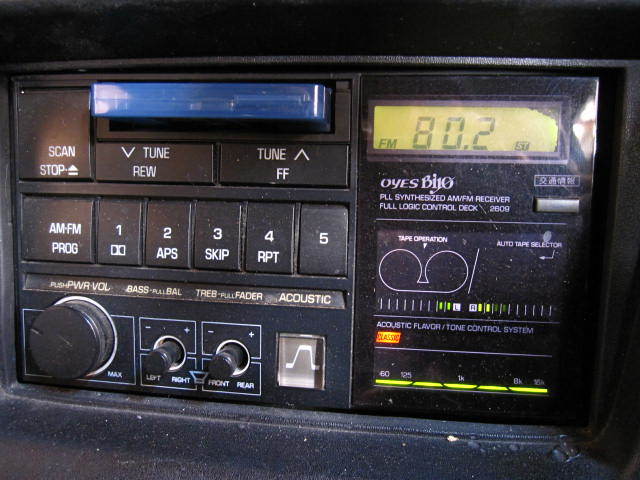 SCAN
STOP·⏏
∨ TUNE
REW
TUNE ∧
FF
AM·FM
PROG
1
2
APS
3
SKIP
4
RPT
5
PUSH PWR·VOL
BASS·PULL BAL
TREB·PULL FADER
ACOUSTIC
MAX
− +
LEFT RIGHT
− +
FRONT REAR
FM 80.2 ST
OYES BiJO
交通情報
PLL SYNTHESIZED AM/FM RECEIVER
FULL LOGIC CONTROL DECK 2609
TAPE OPERATION
AUTO TAPE SELECTOR
L R
ACOUSTIC FLAVOR/TONE CONTROL SYSTEM
CLASSIC
60 125 1k 8k 16k